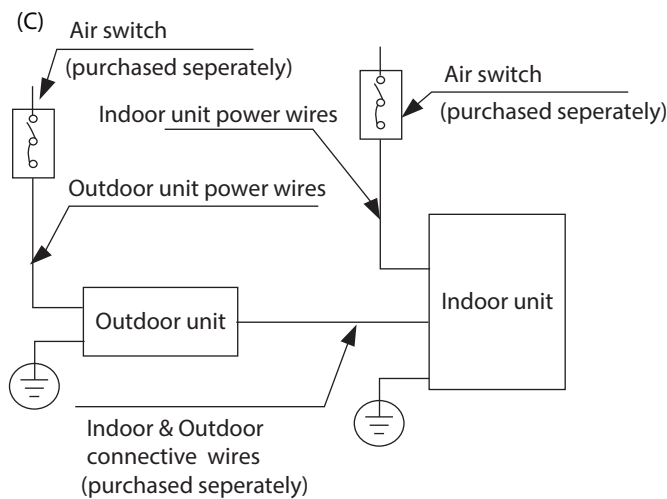 (C)
Air switch
(purchased seperately)
Air switch
(purchased seperately)
Indoor unit power wires
Outdoor unit power wires
Outdoor unit
Indoor unit
Indoor & Outdoor
connective wires
(purchased seperately)